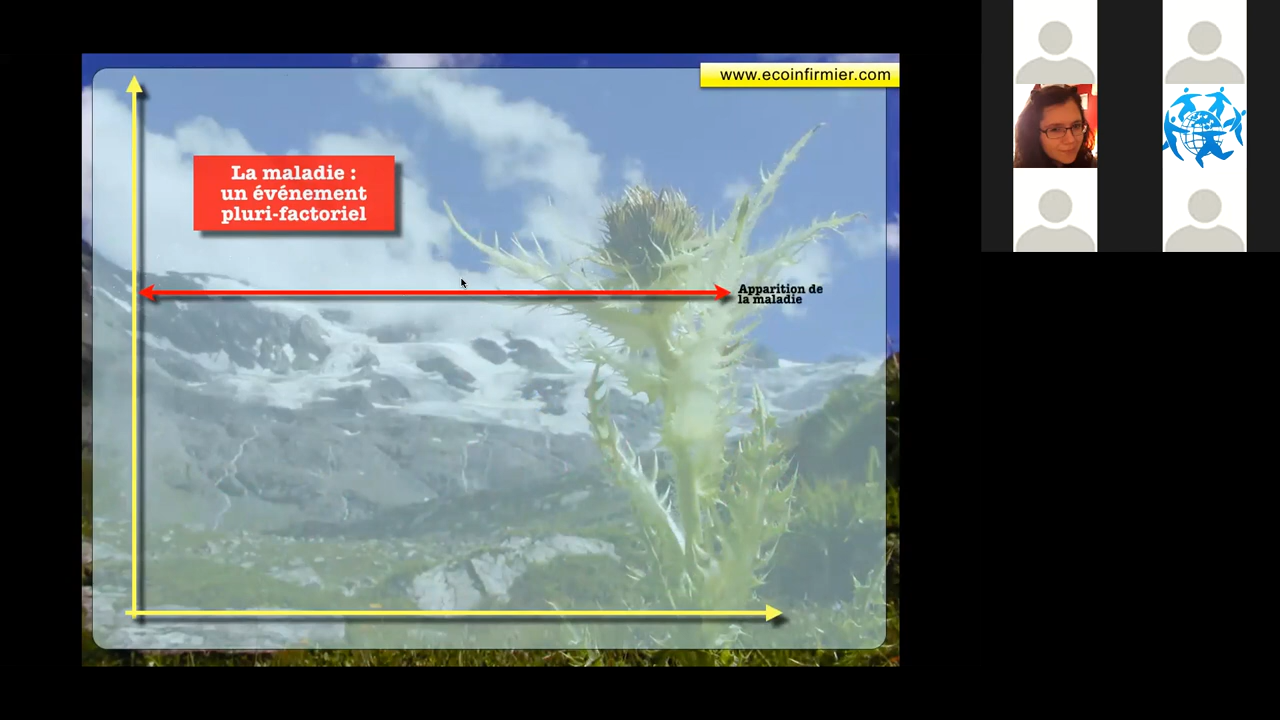 www.ecoinfirmier.com
La maladie :
un événement
pluri-factoriel
Apparition de
la maladie